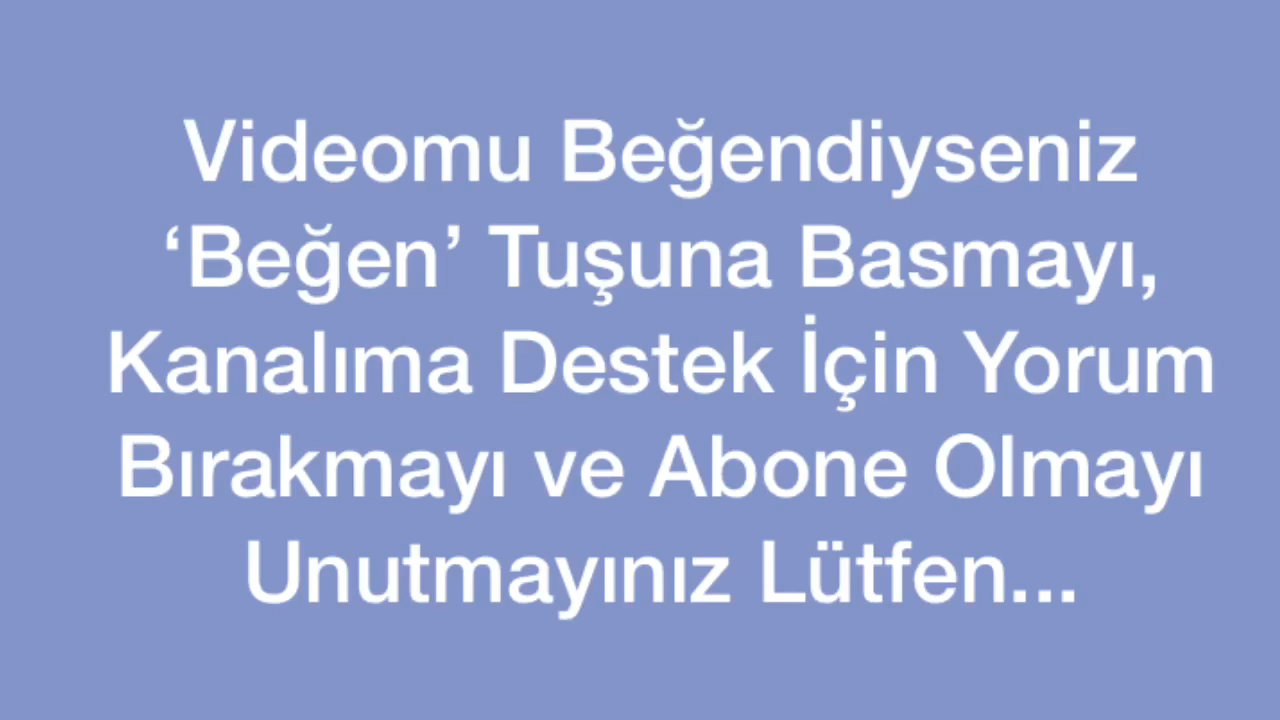 Videomu Beğendiyseniz
‘Beğen’ Tuşuna Basmayı,
Kanalıma Destek İçin Yorum
Bırakmayı ve Abone Olmayı
Unutmayınız Lütfen...